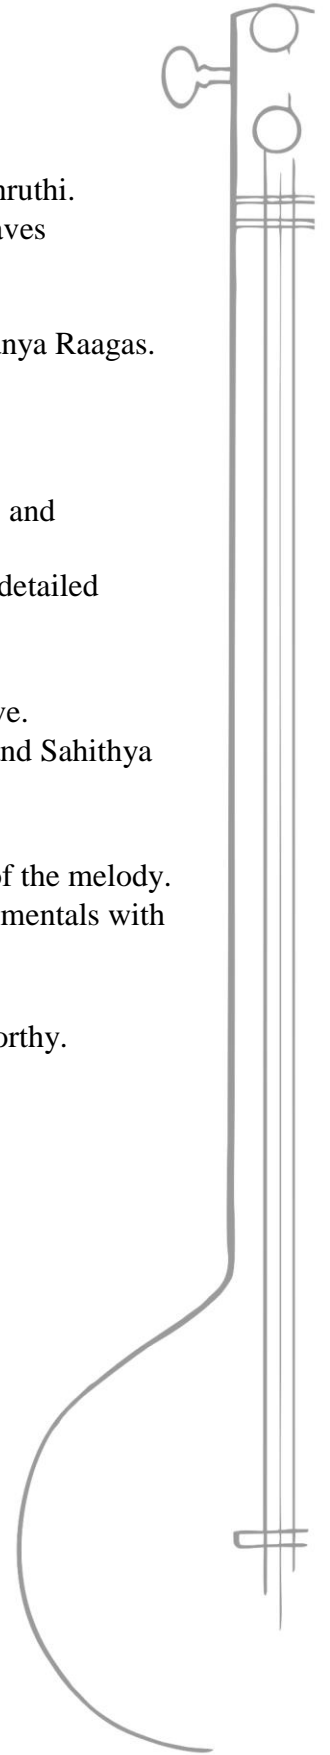 hruthi.
aves
anya Raagas.
and
detailed
ve.
nd Sahithya
of the melody.
mentals with
orthy.